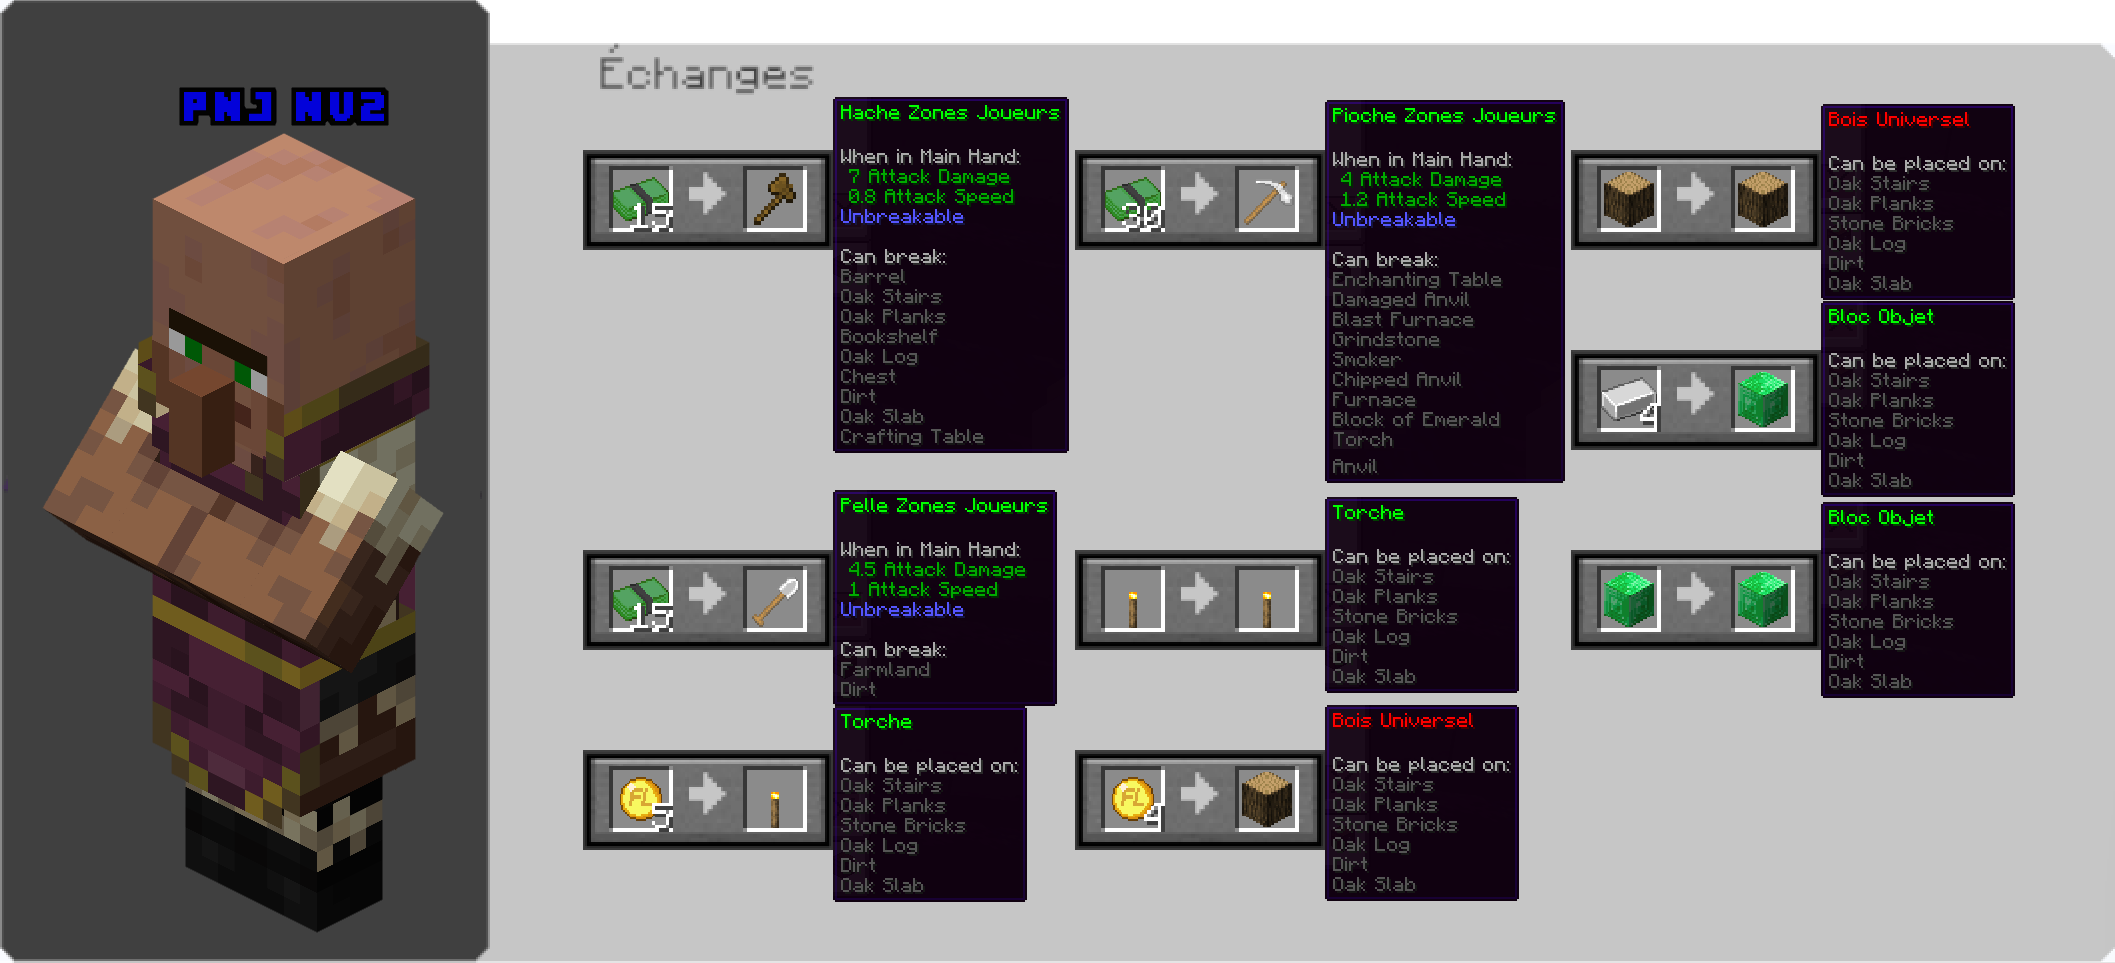 PNJ NV2
Échanges
15
Hache Zones Joueurs
When in Main Hand:
7 Attack Damage
0.8 Attack Speed
Unbreakable
Can break:
Barrel
Oak Stairs
Oak Planks
Bookshelf
Oak Log
Chest
Dirt
Oak Slab
Crafting Table
30
Pioche Zones Joueurs
When in Main Hand:
4 Attack Damage
1.2 Attack Speed
Unbreakable
Can break:
Enchanting Table
Damaged Anvil
Blast Furnace
Grindstone
Smoker
Chipped Anvil
Furnace
Block of Emerald
Torch
Anvil
Bois Universel
Can be placed on:
Oak Stairs
Oak Planks
Stone Bricks
Oak Log
Dirt
Oak Slab
4
Bloc Objet
Can be placed on:
Oak Stairs
Oak Planks
Stone Bricks
Oak Log
Dirt
Oak Slab
15
Pelle Zones Joueurs
When in Main Hand:
4.5 Attack Damage
1 Attack Speed
Unbreakable
Can break:
Farmland
Dirt
Torche
Can be placed on:
Oak Stairs
Oak Planks
Stone Bricks
Oak Log
Dirt
Oak Slab
Bloc Objet
Can be placed on:
Oak Stairs
Oak Planks
Stone Bricks
Oak Log
Dirt
Oak Slab
FL
5
Torche
Can be placed on:
Oak Stairs
Oak Planks
Stone Bricks
Oak Log
Dirt
Oak Slab
FL
4
Bois Universel
Can be placed on:
Oak Stairs
Oak Planks
Stone Bricks
Oak Log
Dirt
Oak Slab